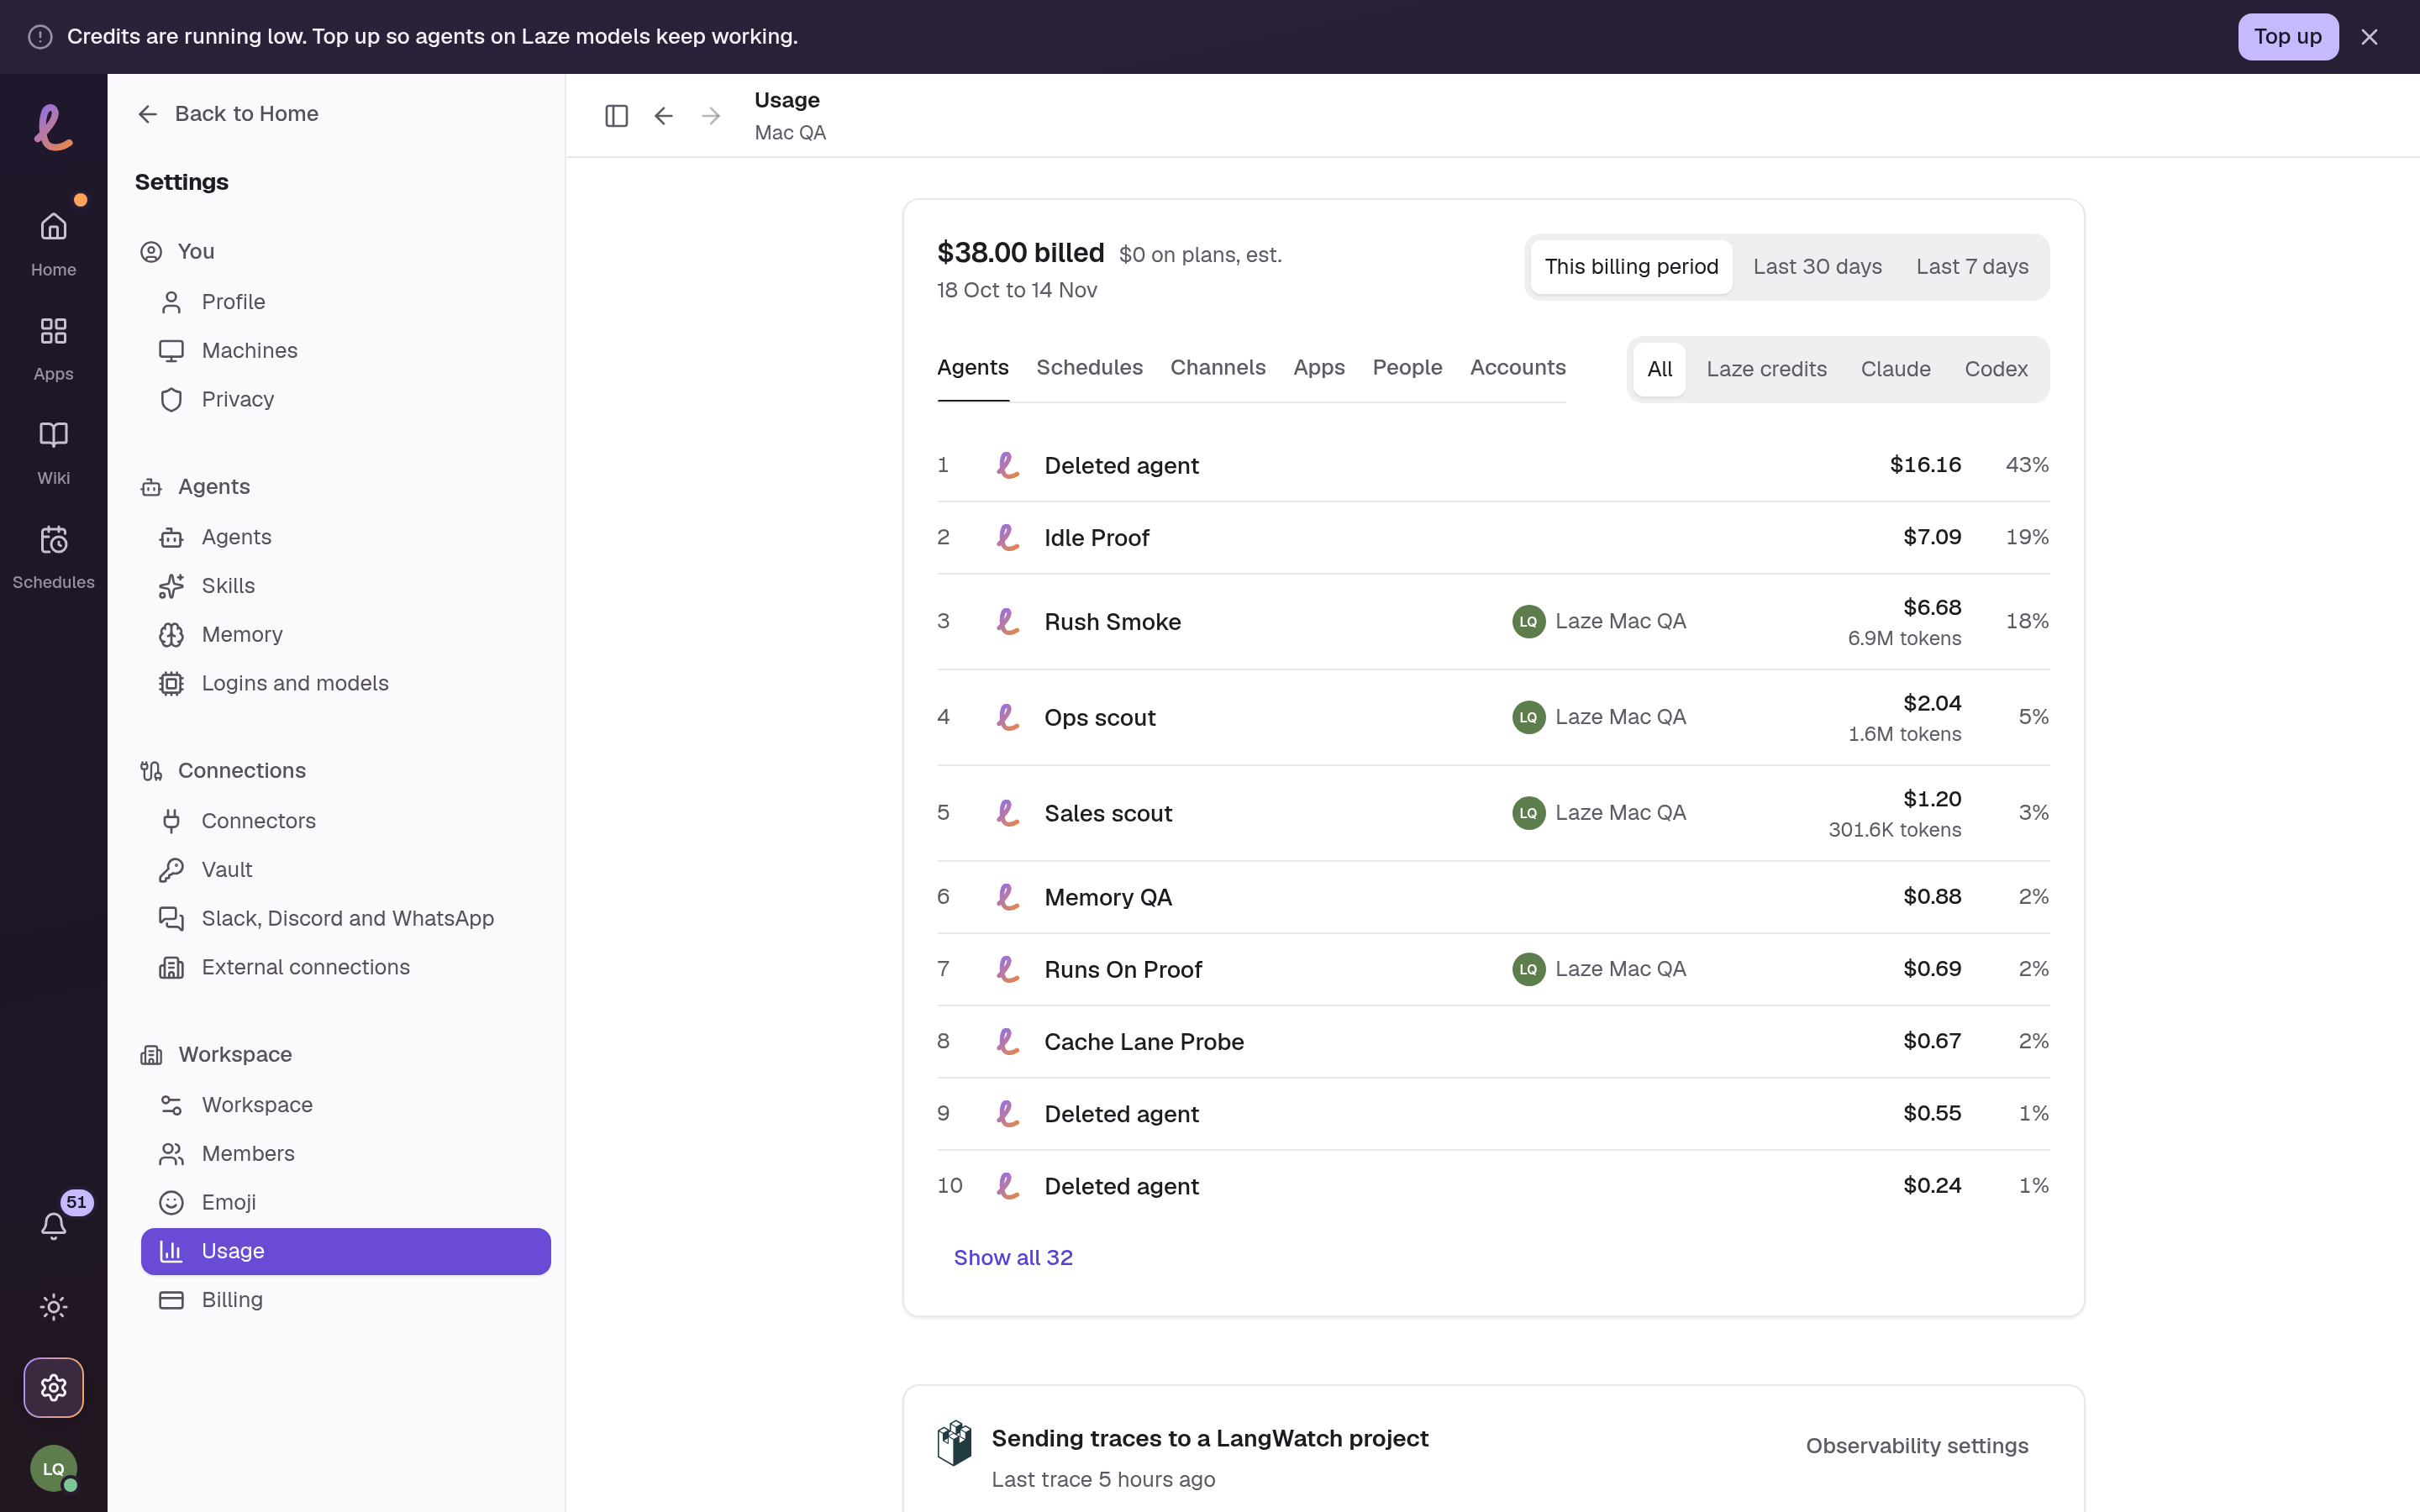 Credits are running low. Top up so agents on Laze models keep working.
Top up
Home
Apps
Wiki
Schedules
51
LQ
Back to Home
Settings
You
Profile
Machines
Privacy
Agents
Agents
Skills
Memory
Logins and models
Connections
Connectors
Vault
Slack, Discord and WhatsApp
External connections
Workspace
Workspace
Members
Emoji
Usage
Billing
Usage
Mac QA
$38.00 billed $0 on plans, est.
18 Oct to 14 Nov
This billing period Last 30 days Last 7 days
Agents Schedules Channels Apps People Accounts
All Laze credits Claude Codex
1 Deleted agent $16.16 43%
2 Idle Proof $7.09 19%
3 Rush Smoke LQ Laze Mac QA $6.68 18%
6.9M tokens
4 Ops scout LQ Laze Mac QA $2.04 5%
1.6M tokens
5 Sales scout LQ Laze Mac QA $1.20 3%
301.6K tokens
6 Memory QA $0.88 2%
7 Runs On Proof LQ Laze Mac QA $0.69 2%
8 Cache Lane Probe $0.67 2%
9 Deleted agent $0.55 1%
10 Deleted agent $0.24 1%
Show all 32
Sending traces to a LangWatch project
Last trace 5 hours ago
Observability settings